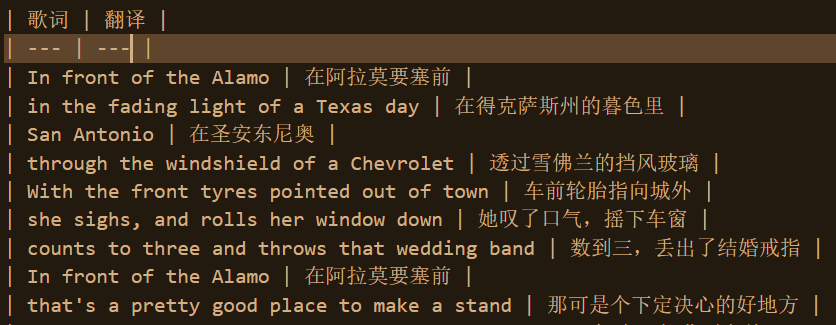 | 歌词 | 翻译 |
| --- | --- |
| In front of the Alamo | 在阿拉莫要塞前 |
| in the fading light of a Texas day | 在得克萨斯州的暮色里 |
| San Antonio | 在圣安东尼奥 |
| through the windshield of a Chevrolet | 透过雪佛兰的挡风玻璃 |
| With the front tyres pointed out of town | 车前轮胎指向城外 |
| she sighs, and rolls her window down | 她叹了口气，摇下车窗 |
| counts to three and throws that wedding band | 数到三，丢出了结婚戒指 |
| In front of the Alamo | 在阿拉莫要塞前 |
| that's a pretty good place to make a stand | 那可是个下定决心的好地方 |